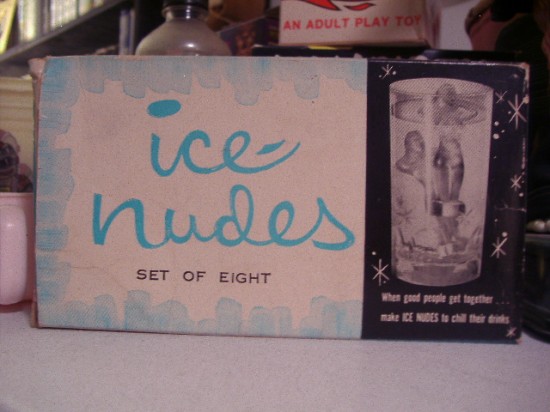 AN ADULT PLAY TOY
ice-
nudes
SET OF EIGHT
When good people get together . . .
make ICE NUDES to chill their drinks